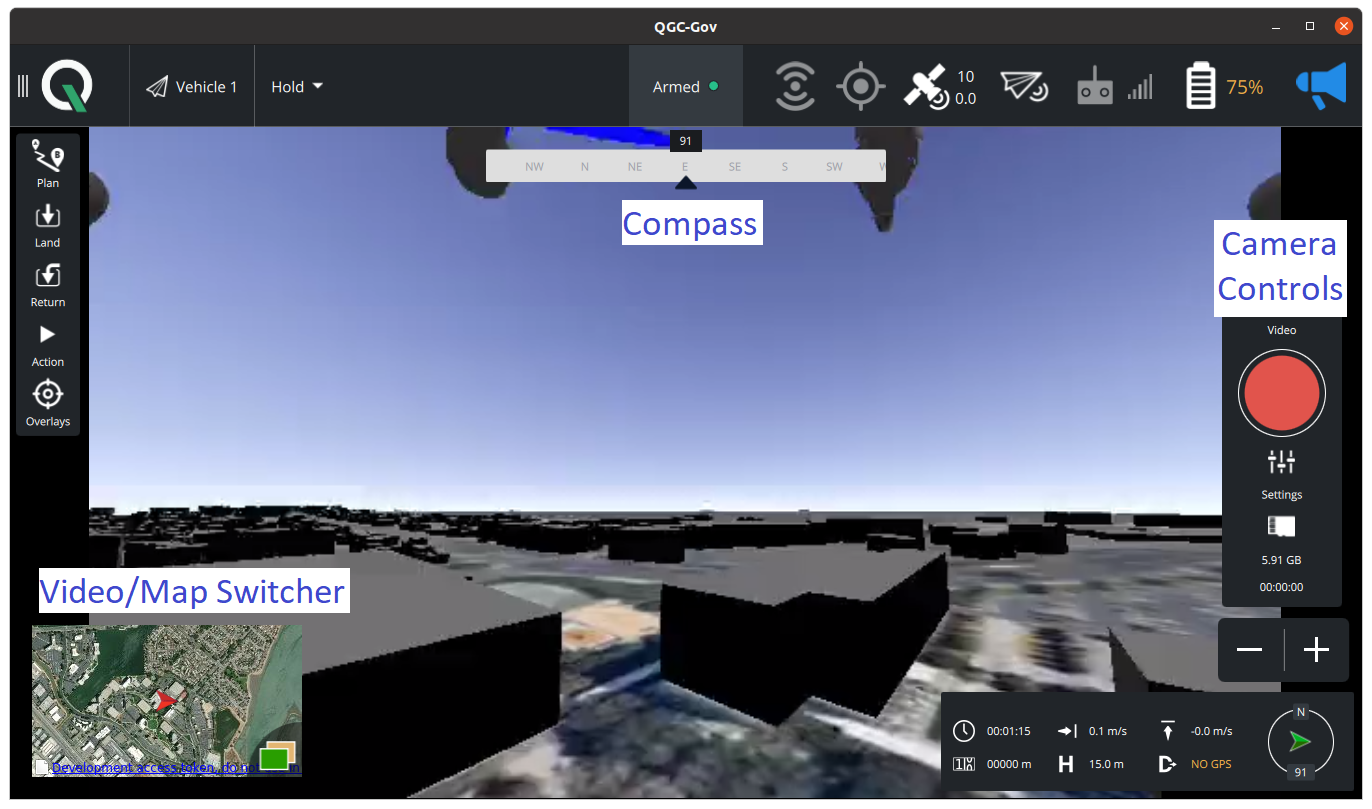 QGC-Gov
Vehicle 1
Hold
Armed
10
0.0
75%
Plan
Land
Return
Action
Overlays
91
NW N NE E SE S SW
Compass
Camera
Controls
Video
Settings
5.91 GB
00:00:00
Video/Map Switcher
Development access token, do not
00:01:15 0.1 m/s -0.0 m/s
00000 m H 15.0 m NO GPS
N
91